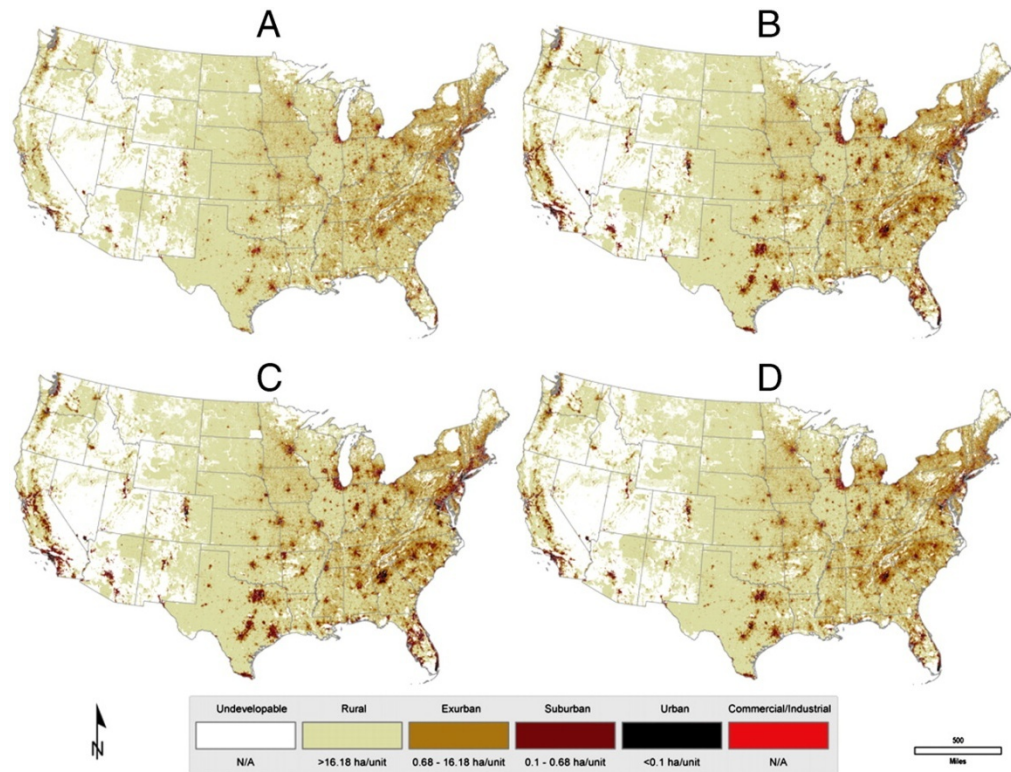 A
B
C
D
N
Undevelopable Rural Exurban Suburban Urban Commercial/Industrial
N/A >16.18 ha/unit 0.68 - 16.18 ha/unit 0.1 - 0.68 ha/unit <0.1 ha/unit N/A
500
Miles